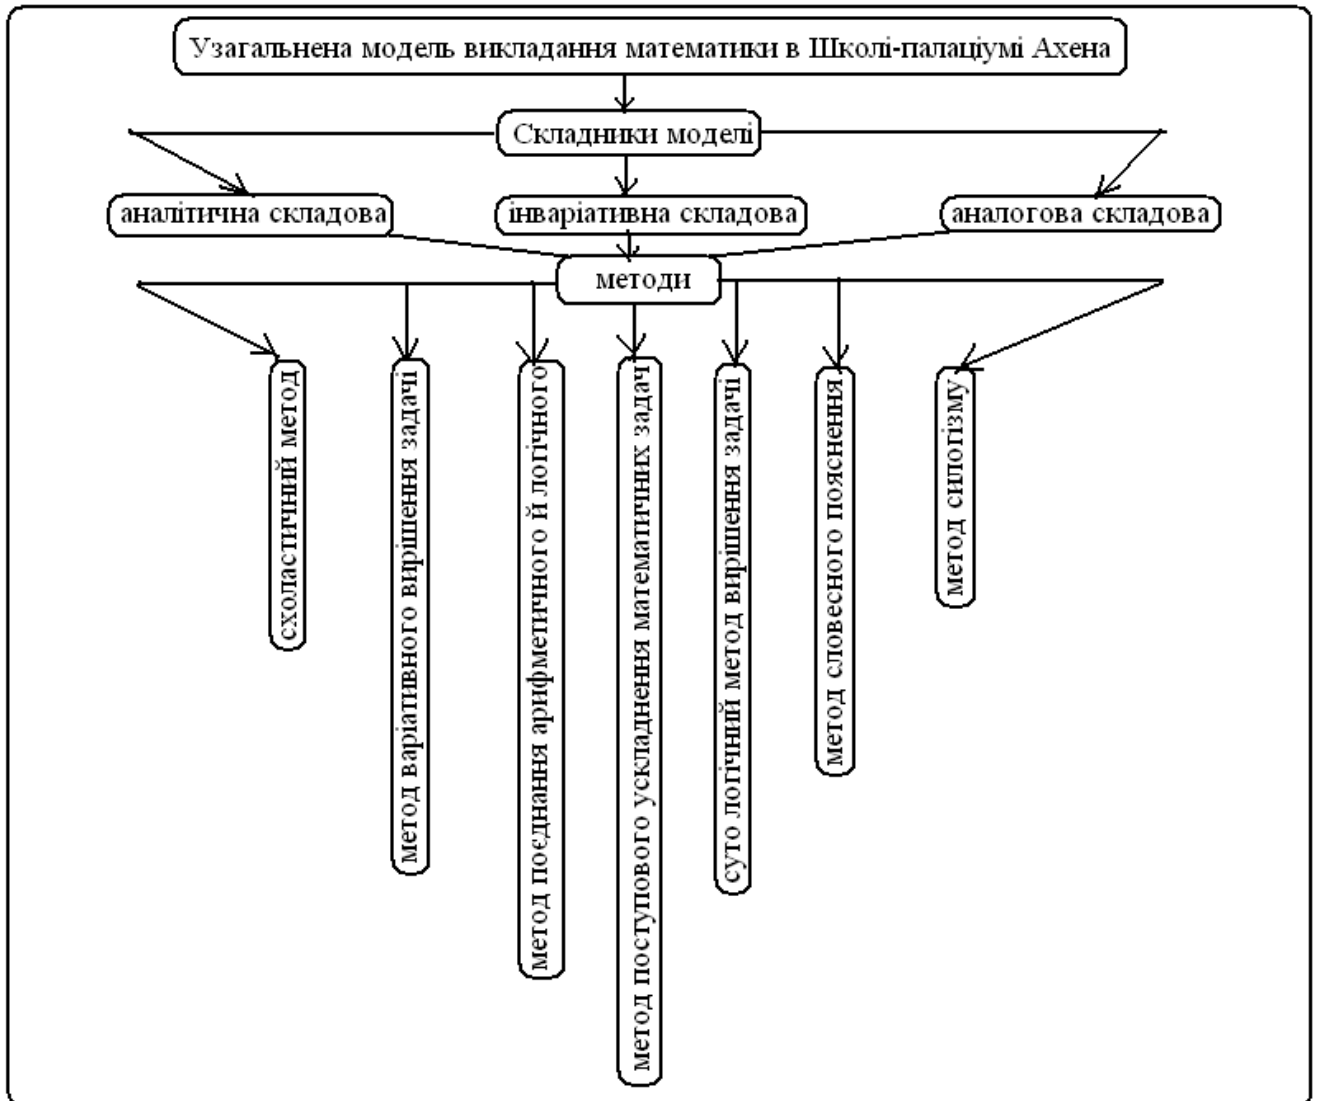 Узагальнена модель викладання математики в Школі-палаціумі Ахена
Складники моделі
аналітична складова
інваріативна складова
аналогова складова
методи
схоластичний метод
метод варіативного вирішення задачі
метод поєднання арифметичного й логічного
метод поступового ускладнення математичних задач
суто логічний метод вирішення задачі
метод словесного пояснення
метод силогізму